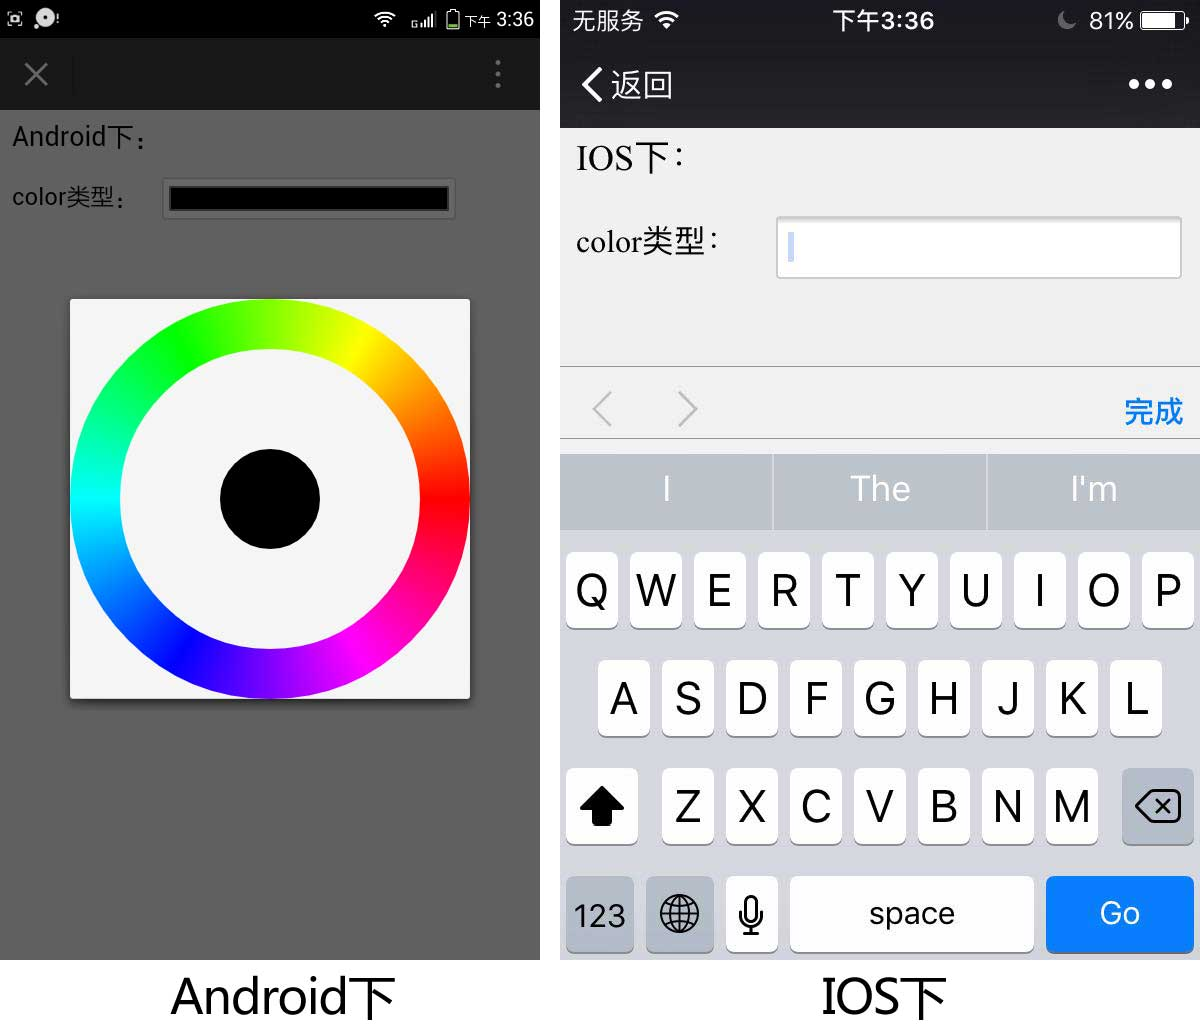 下午 3:36
Android下：
color类型：
无服务
下午3:36
81%
返回
IOS下：
color类型：
完成
I
The
I'm
Q W E R T Y U I O P
A S D F G H J K L
Z X C V B N M
123
space
Go
Android下
IOS下